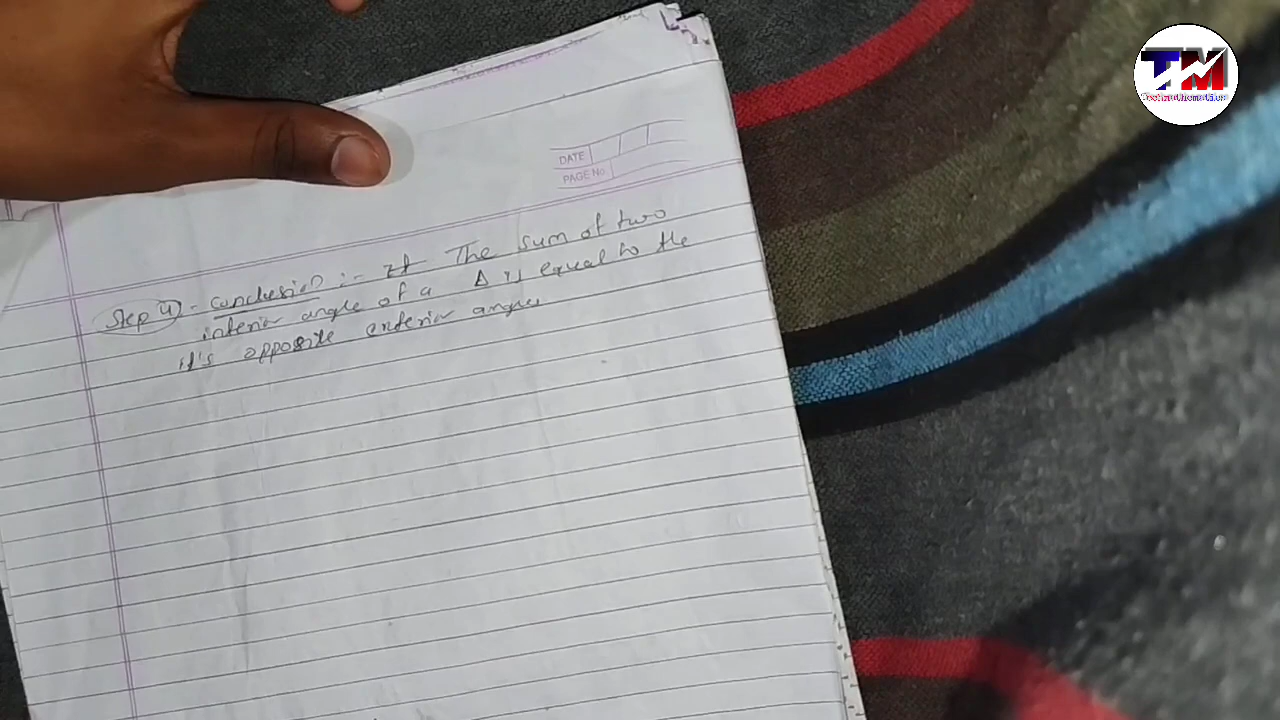 TM
DATE
PAGE No.
Step 4) - Conclusion :- The sum of two
interior angle of a Δ is equal to the
it's opposite exterior angle